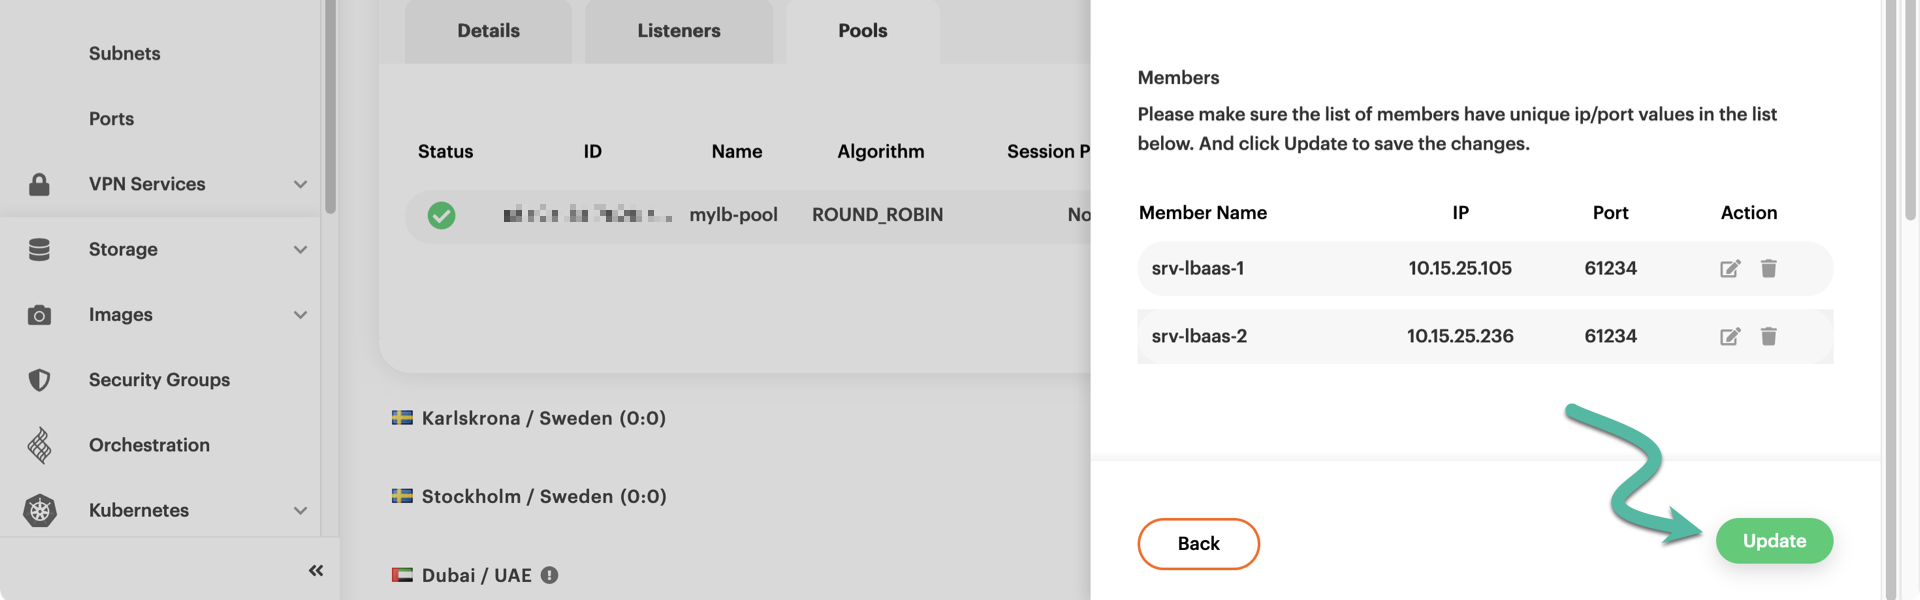 Subnets
Ports
VPN Services
Storage
Images
Security Groups
Orchestration
Kubernetes
Details Listeners Pools
Status ID Name Algorithm Session P
mylb-pool ROUND_ROBIN No
Karlskrona / Sweden (0:0)
Stockholm / Sweden (0:0)
Dubai / UAE
Members
Please make sure the list of members have unique ip/port values in the list
below. And click Update to save the changes.
Member Name IP Port Action
srv-lbaas-1 10.15.25.105 61234
srv-lbaas-2 10.15.25.236 61234
Back Update